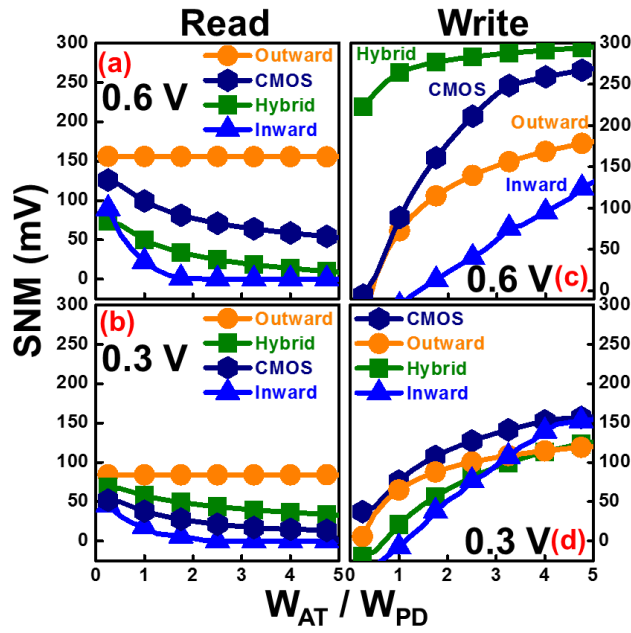 Read Write
SNM (mV)
300
250
200
150
100
50
0
(a)
0.6 V
Outward
CMOS
Hybrid
Inward
300
250
200
150
100
50
0
Hybrid
CMOS
Outward
Inward
0.6 V (c)
300
250
200
150
100
50
0
(b)
0.3 V
Outward
Hybrid
CMOS
Inward
300
250
200
150
100
50
0
CMOS
Outward
Hybrid
Inward
0.3 V (d)
0 1 2 3 4 5 0 1 2 3 4 5
W_AT / W_PD